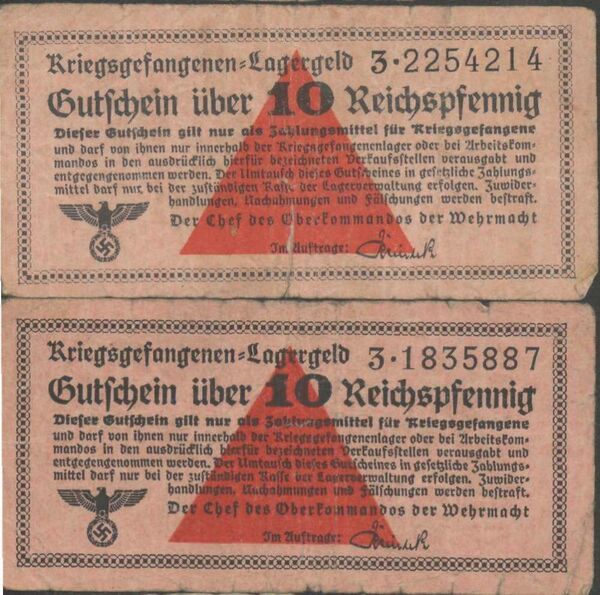 Kriegsgefangenen=Lagergeld 3·2254214
Gutschein über 10 Reichspfennig
Dieser Gutschein gilt nur als Zahlungsmittel für Kriegsgefangene
und darf von ihnen nur innerhalb der Kriegsgefangenenlager oder bei Arbeitskom-
mandos in den ausdrücklich hierfür bezeichneten Verkaufsstellen verausgabt und
entgegengenommen werden. Der Umtausch dieses Gutscheines in gesetzliche Zahlungs-
mittel darf nur bei der zuständigen Kasse der Lagerverwaltung erfolgen. Zuwider-
handlungen, Nachahmungen und Fälschungen werden bestraft.
Der Chef des Oberkommandos der Wehrmacht
Im Auftrage:
Kriegsgefangenen=Lagergeld 3·1835887
Gutschein über 10 Reichspfennig
Dieser Gutschein gilt nur als Zahlungsmittel für Kriegsgefangene
und darf von ihnen nur innerhalb der Kriegsgefangenenlager oder bei Arbeitskom-
mandos in den ausdrücklich hierfür bezeichneten Verkaufsstellen verausgabt und
entgegengenommen werden. Der Umtausch dieses Gutscheines in gesetzliche Zahlungs-
mittel darf nur bei der zuständigen Kasse der Lagerverwaltung erfolgen. Zuwider-
handlungen, Nachahmungen und Fälschungen werden bestraft.
Der Chef des Oberkommandos der Wehrmacht
Im Auftrage: